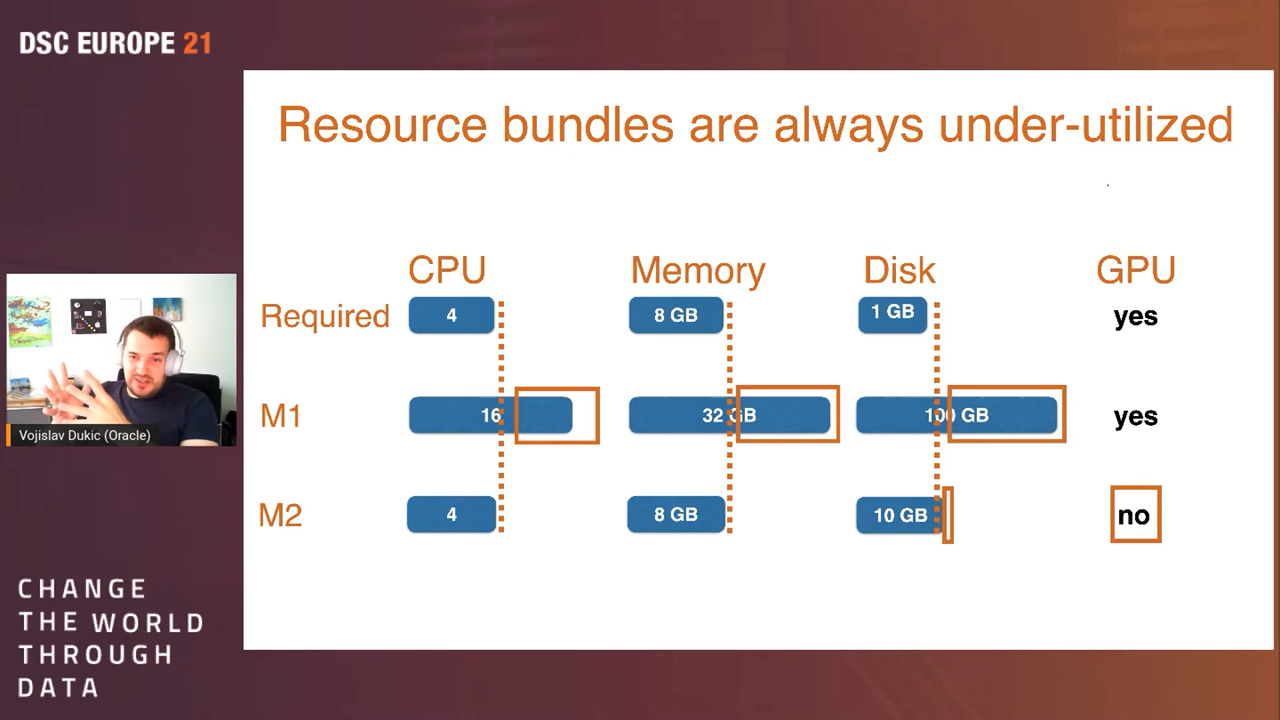 DSC EUROPE 21
Resource bundles are always under-utilized
CPU Memory Disk GPU
Required 4 8 GB 1 GB yes
M1 16 32 GB 100 GB yes
M2 4 8 GB 10 GB no
Vojislav Dukic (Oracle)
CHANGE
THE WORLD
THROUGH
DATA